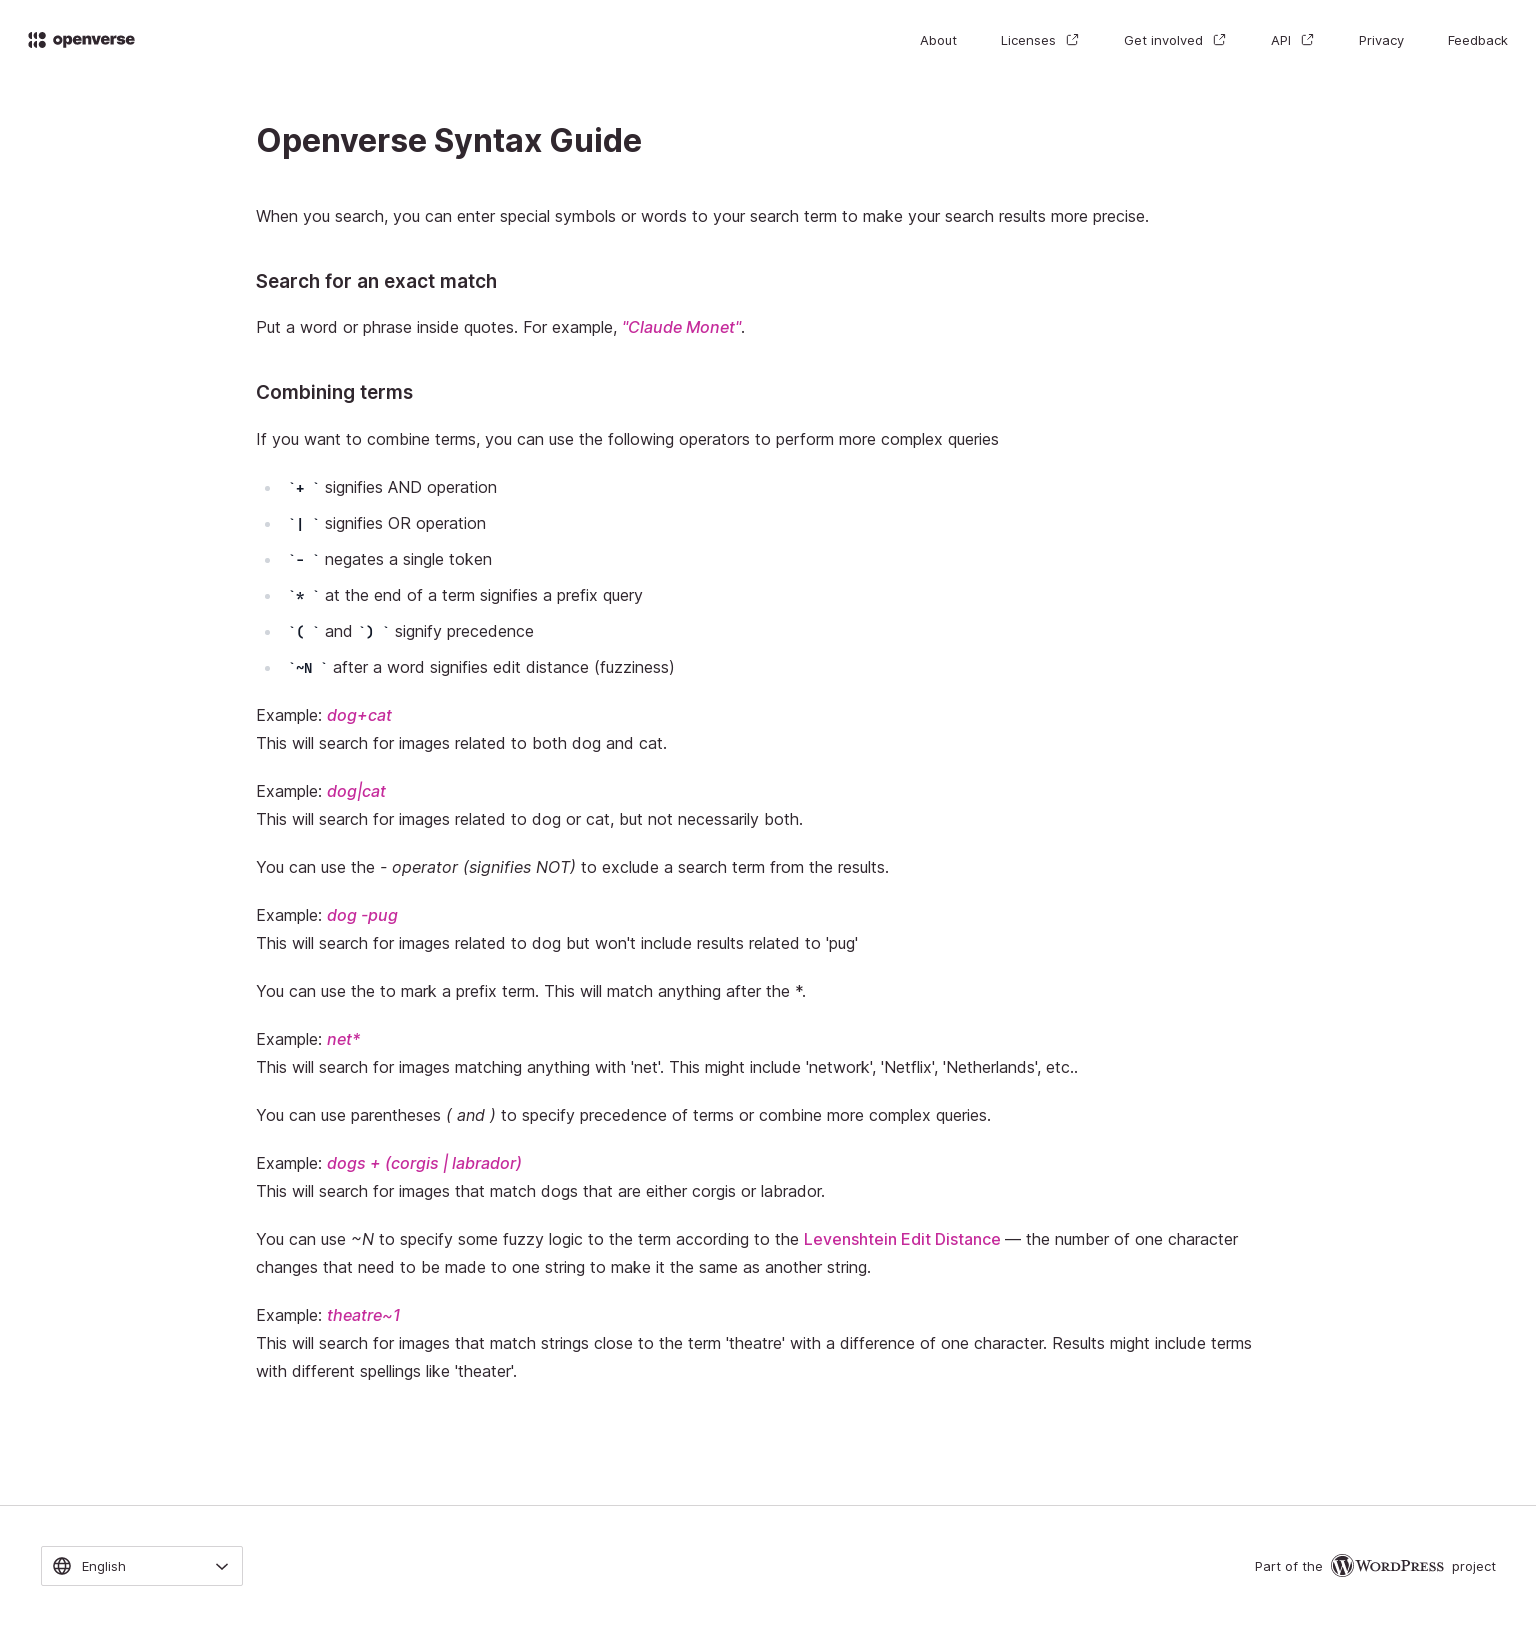 openverse
About Licenses Get involved API Privacy Feedback
Openverse Syntax Guide
When you search, you can enter special symbols or words to your search term to make your search results more precise.
Search for an exact match
Put a word or phrase inside quotes. For example, "Claude Monet".
Combining terms
If you want to combine terms, you can use the following operators to perform more complex queries
`+ ` signifies AND operation
`| ` signifies OR operation
`- ` negates a single token
`* ` at the end of a term signifies a prefix query
`( ` and `) ` signify precedence
`~N ` after a word signifies edit distance (fuzziness)
Example: dog+cat
This will search for images related to both dog and cat.
Example: dog|cat
This will search for images related to dog or cat, but not necessarily both.
You can use the - operator (signifies NOT) to exclude a search term from the results.
Example: dog -pug
This will search for images related to dog but won't include results related to 'pug'
You can use the to mark a prefix term. This will match anything after the *.
Example: net*
This will search for images matching anything with 'net'. This might include 'network', 'Netflix', 'Netherlands', etc..
You can use parentheses ( and ) to specify precedence of terms or combine more complex queries.
Example: dogs + (corgis | labrador)
This will search for images that match dogs that are either corgis or labrador.
You can use ~N to specify some fuzzy logic to the term according to the Levenshtein Edit Distance — the number of one character
changes that need to be made to one string to make it the same as another string.
Example: theatre~1
This will search for images that match strings close to the term 'theatre' with a difference of one character. Results might include terms
with different spellings like 'theater'.
English
Part of the WORDPRESS project